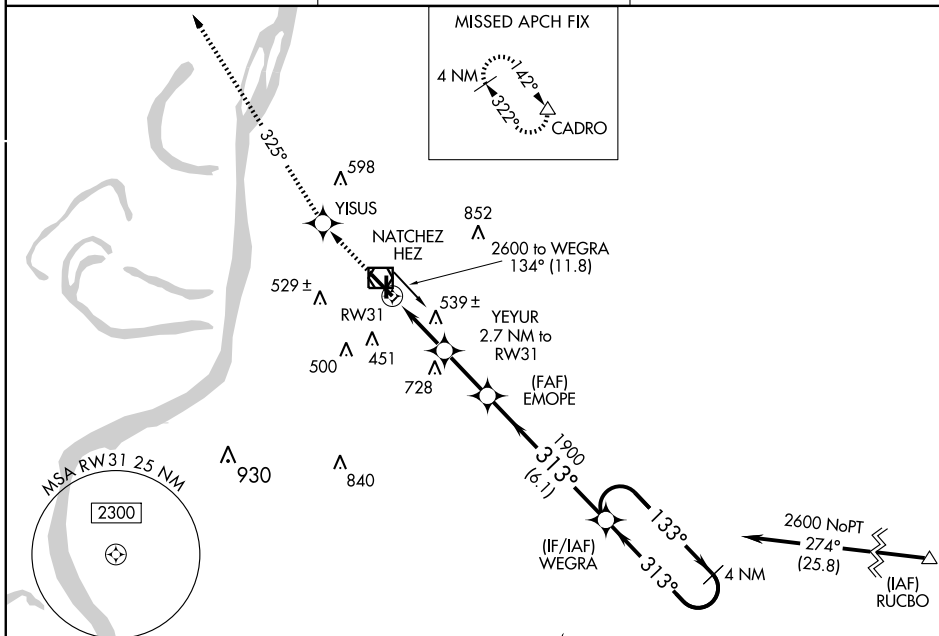 MISSED APCH FIX
4 NM
142°
322°
CADRO
325°
598
YISUS
852
NATCHEZ
HEZ
2600 to WEGRA
134° (11.8)
529 ±
RW31
539 ±
YEYUR
2.7 NM to
RW31
500
451
728
(FAF)
EMOPE
1900
313°
(6.1)
930
840
MSA RW31 25 NM
2300
(IF/IAF)
WEGRA
133°
313°
4 NM
2600 NoPT
274°
(25.8)
(IAF)
RUCBO